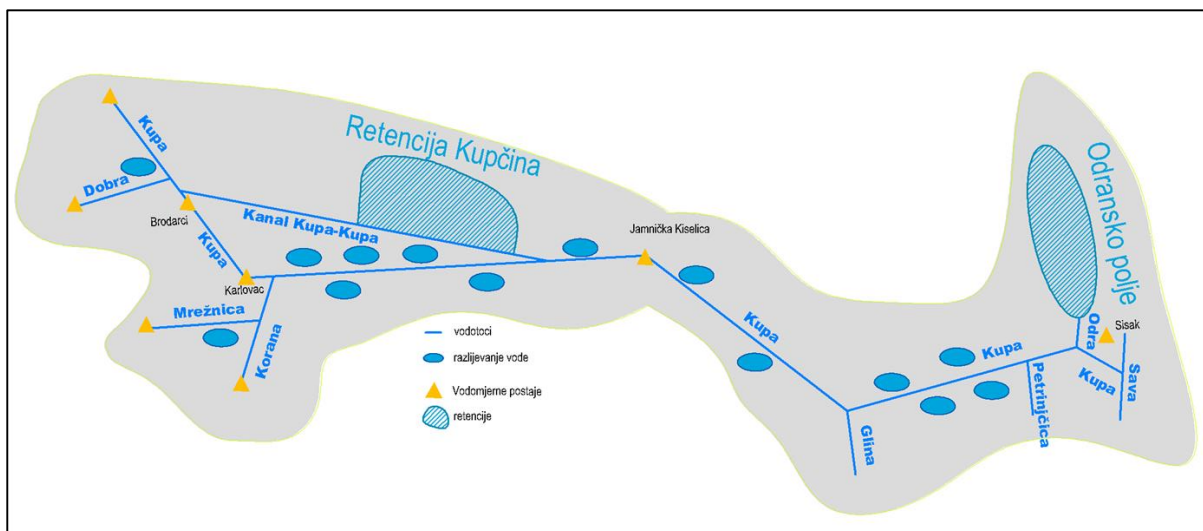 Kupa
Dobra
Brodarci
Kupa
Karlovac
Mrežnica
Korana
Retencija Kupčina
Kanal Kupa-Kupa
Jamnička Kiselica
Kupa
Glina
Kupa
Petrinjčica
Odransko polje
Odra
Sisak
Kupa
Sava
vodotoci
razlijevanje vode
Vodomjerne postaje
retencije